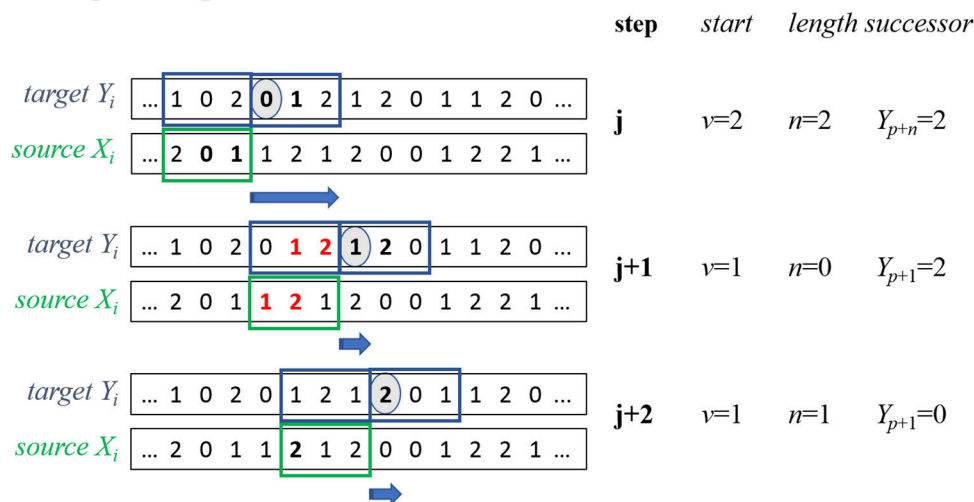 step start length successor
target Yᵢ ... 1 0 2 0 1 2 1 2 0 1 1 2 0 ...
j v=2 n=2 Yₚ₊ₙ=2
source Xᵢ ... 2 0 1 1 2 1 2 0 0 1 2 2 1 ...
target Yᵢ ... 1 0 2 0 1 2 1 2 0 1 1 2 0 ...
j+1 v=1 n=0 Yₚ₊₁=2
source Xᵢ ... 2 0 1 1 2 1 2 0 0 1 2 2 1 ...
target Yᵢ ... 1 0 2 0 1 2 1 2 0 1 1 2 0 ...
j+2 v=1 n=1 Yₚ₊₁=0
source Xᵢ ... 2 0 1 1 2 1 2 0 0 1 2 2 1 ...